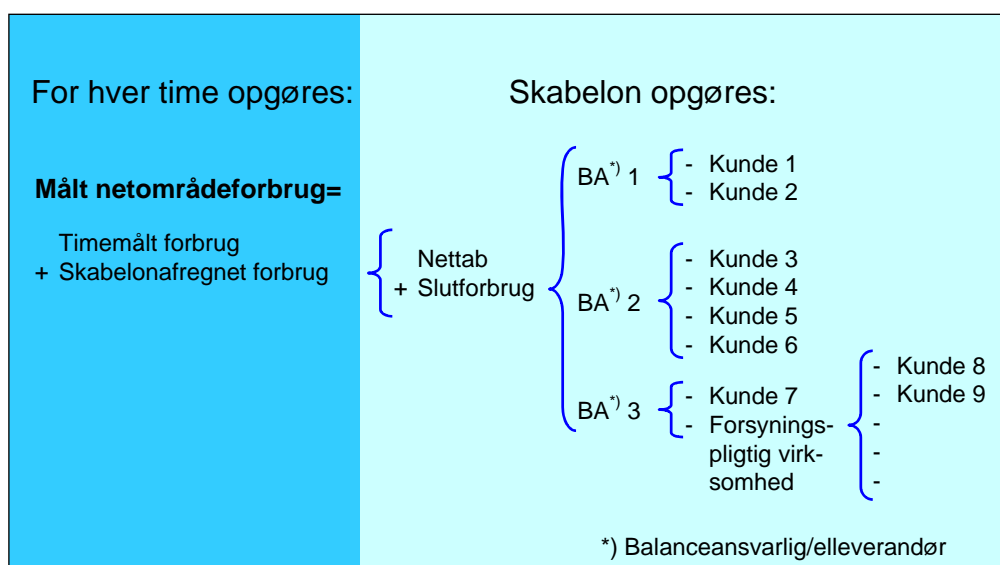 For hver time opgøres:
Målt netområdeforbrug=
Timemålt forbrug
+ Skabelonafregnet forbrug
Skabelon opgøres:
Nettab
+ Slutforbrug
BA*) 1
- Kunde 1
- Kunde 2
BA*) 2
- Kunde 3
- Kunde 4
- Kunde 5
- Kunde 6
BA*) 3
- Kunde 7
- Forsynings-
pligtig virk-
somhed
- Kunde 8
- Kunde 9
-
-
-
*) Balanceansvarlig/elleverandør